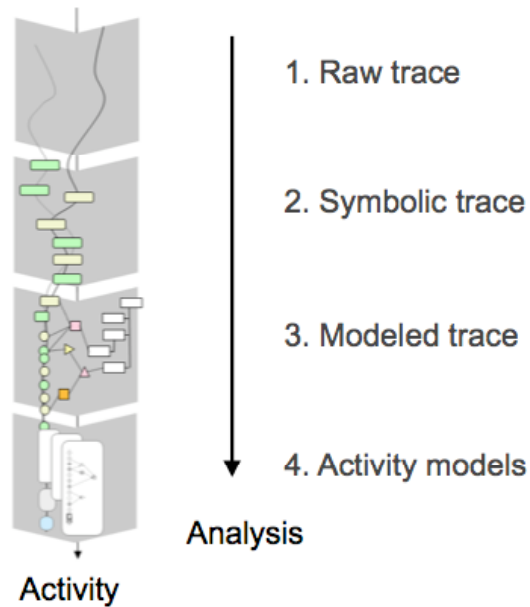 1. Raw trace
2. Symbolic trace
3. Modeled trace
4. Activity models
Analysis
Activity